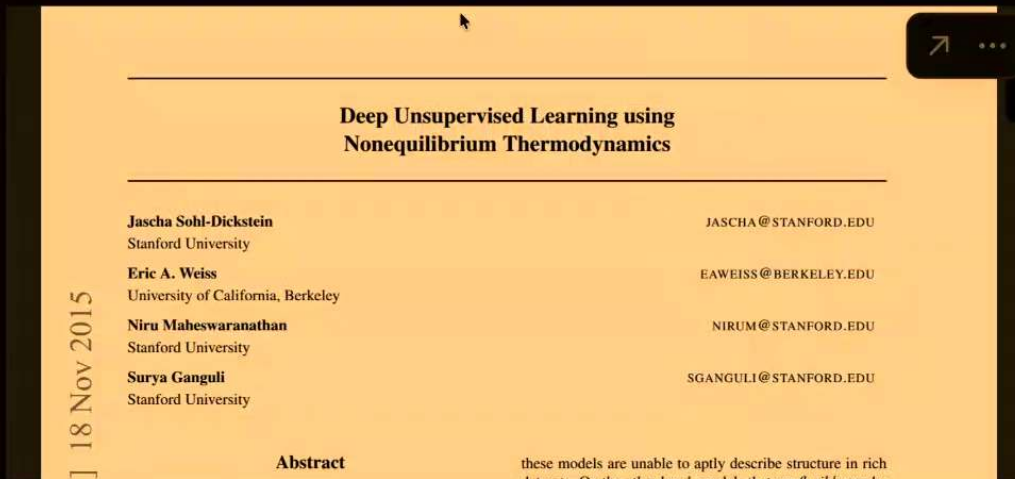 Deep Unsupervised Learning using
Nonequilibrium Thermodynamics
Jascha Sohl-Dickstein
JASCHA@STANFORD.EDU
Stanford University
Eric A. Weiss
EAWEISS@BERKELEY.EDU
University of California, Berkeley
Niru Maheswaranathan
NIRUM@STANFORD.EDU
Stanford University
Surya Ganguli
SGANGULI@STANFORD.EDU
Stanford University
] 18 Nov 2015
Abstract
these models are unable to aptly describe structure in rich